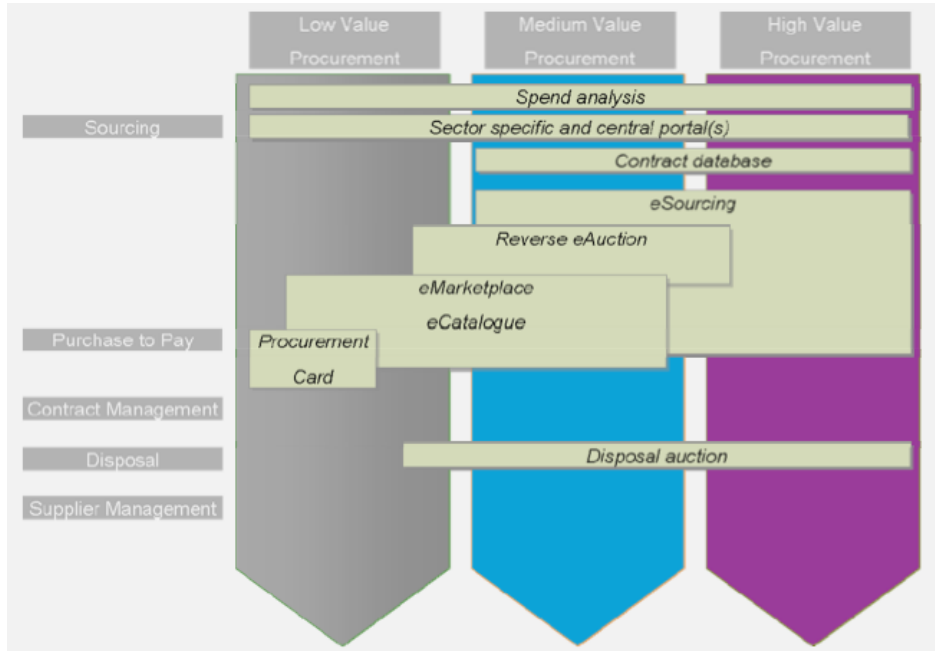 Low Value
Procurement
Medium Value
Procurement
High Value
Procurement
Spend analysis
Sourcing
Sector specific and central portal(s)
Contract database
eSourcing
Reverse eAuction
eMarketplace
eCatalogue
Purchase to Pay
Procurement
Card
Contract Management
Disposal
Disposal auction
Supplier Management